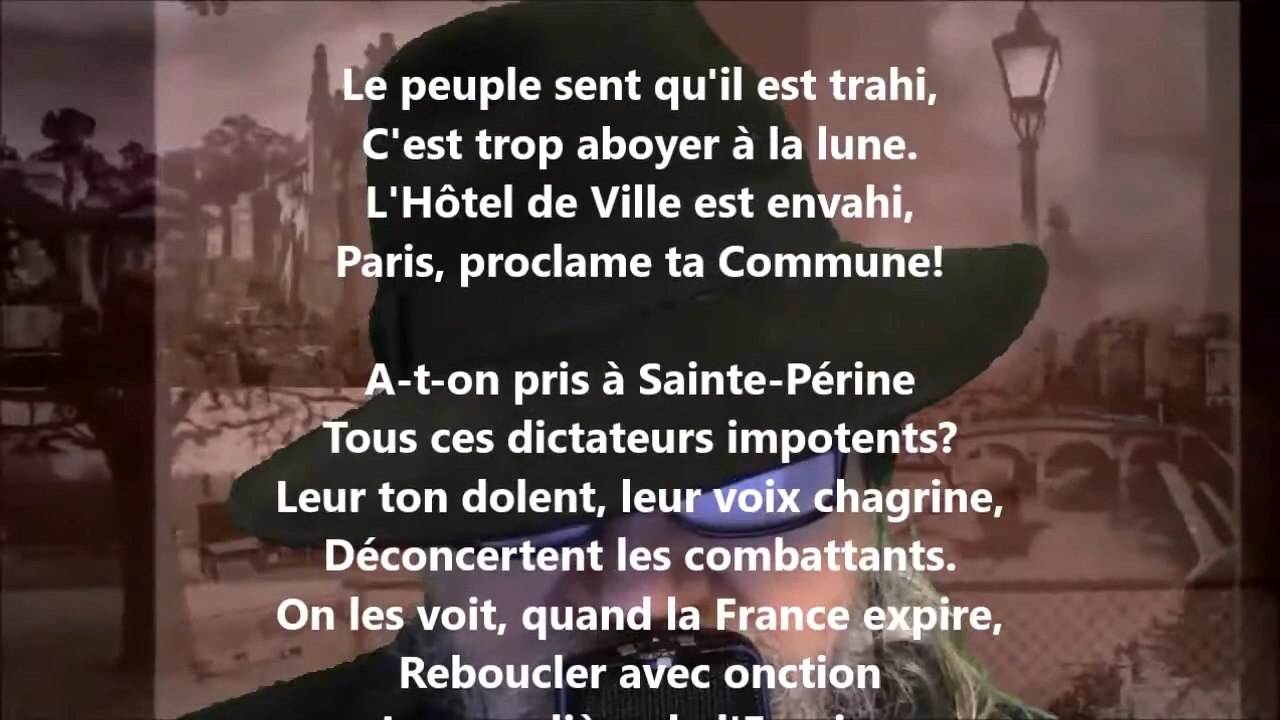 Le peuple sent qu'il est trahi,
C'est trop aboyer à la lune.
L'Hôtel de Ville est envahi,
Paris, proclame ta Commune!
A-t-on pris à Sainte-Périne
Tous ces dictateurs impotents?
Leur ton dolent, leur voix chagrine,
Déconcertent les combattants.
On les voit, quand la France expire,
Reboucler avec onction